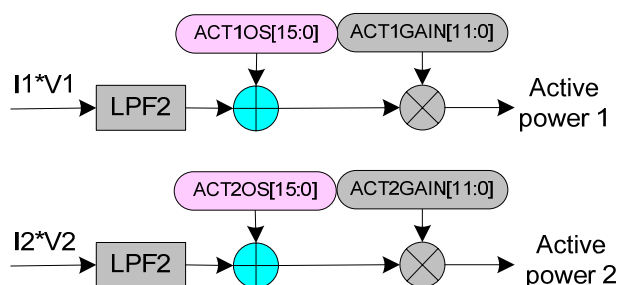 ACT1OS[15:0] ACT1GAIN[11:0]
I1*V1
LPF2
Active
power 1
ACT2OS[15:0] ACT2GAIN[11:0]
I2*V2
LPF2
Active
power 2